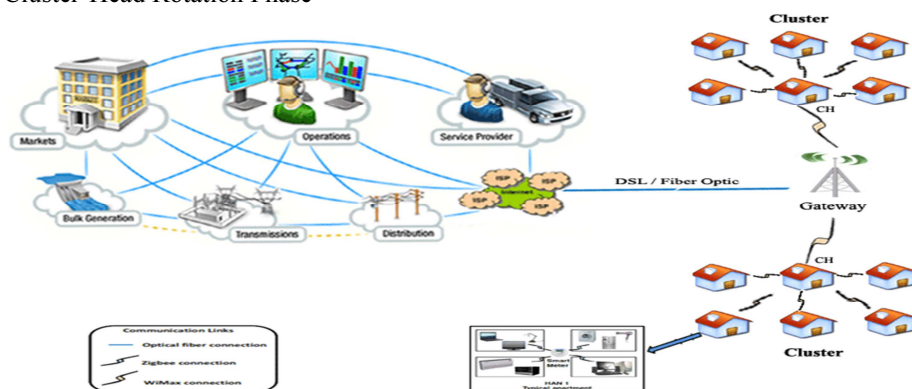 Cluster Head Rotation Phase
Cluster
CH
Markets
Operations
Service Provider
ISP
ISP
ISP
ISP
Internet
DSL / Fiber Optic
Gateway
Bulk Generation
Transmissions
Distribution
CH
Communication Links
Optical fiber connection
Zigbee connection
WiMax connection
Smart
Meter
HAN 1
Typical apartment
Cluster